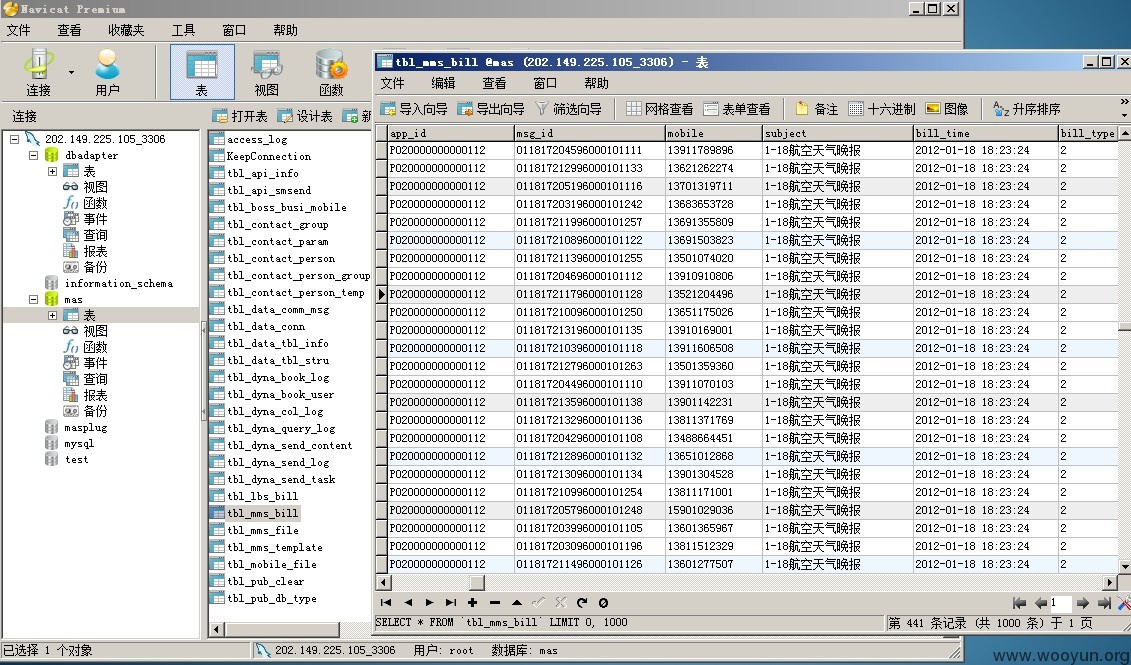 Navicat Premium
文件 查看 收藏夹 工具 窗口 帮助
连接 用户 表 视图 函数
连接
打开表 设计表 新
202.149.225.105_3306
dbadapter
表
视图
函数
事件
查询
报表
备份
information_schema
mas
表
视图
函数
事件
查询
报表
备份
masplug
mysql
test
access_log
KeepConnection
tbl_api_info
tbl_api_smsend
tbl_boss_busi_mobile
tbl_contact_group
tbl_contact_param
tbl_contact_person
tbl_contact_person_group
tbl_contact_person_temp
tbl_data_comm_msg
tbl_data_conn
tbl_data_tbl_info
tbl_data_tbl_stru
tbl_dyna_book_log
tbl_dyna_book_user
tbl_dyna_col_log
tbl_dyna_query_log
tbl_dyna_send_content
tbl_dyna_send_log
tbl_dyna_send_task
tbl_lbs_bill
tbl_mms_bill
tbl_mms_file
tbl_mms_template
tbl_mobile_file
tbl_pub_clear
tbl_pub_db_type
tbl_mms_bill @mas (202.149.225.105_3306) - 表
文件 编辑 查看 窗口 帮助
导入向导 导出向导 筛选向导 网格查看 表单查看 备注 十六进制 图像 升序排序
app_id msg_id mobile subject bill_time bill_type
P020000000000112 011817204596000101111 13911789896 1-18航空天气晚报 2012-01-18 18:23:24 2
P020000000000112 011817212996000101133 13621262274 1-18航空天气晚报 2012-01-18 18:23:24 2
P020000000000112 011817205196000101116 13701319711 1-18航空天气晚报 2012-01-18 18:23:24 2
P020000000000112 011817203196000101242 13683653728 1-18航空天气晚报 2012-01-18 18:23:24 2
P020000000000112 011817211996000101257 13691355809 1-18航空天气晚报 2012-01-18 18:23:24 2
P020000000000112 011817210896000101122 13691503823 1-18航空天气晚报 2012-01-18 18:23:24 2
P020000000000112 011817211396000101255 13501074020 1-18航空天气晚报 2012-01-18 18:23:24 2
P020000000000112 011817204696000101112 13910910806 1-18航空天气晚报 2012-01-18 18:23:24 2
P020000000000112 011817211796000101128 13521204496 1-18航空天气晚报 2012-01-18 18:23:24 2
P020000000000112 011817210096000101250 13651175026 1-18航空天气晚报 2012-01-18 18:23:24 2
P020000000000112 011817213196000101135 13910169001 1-18航空天气晚报 2012-01-18 18:23:24 2
P020000000000112 011817210396000101118 13911606508 1-18航空天气晚报 2012-01-18 18:23:24 2
P020000000000112 011817212796000101263 13501359360 1-18航空天气晚报 2012-01-18 18:23:24 2
P020000000000112 011817204496000101110 13911070103 1-18航空天气晚报 2012-01-18 18:23:24 2
P020000000000112 011817213596000101138 13901142231 1-18航空天气晚报 2012-01-18 18:23:24 2
P020000000000112 011817213296000101136 13811371769 1-18航空天气晚报 2012-01-18 18:23:24 2
P020000000000112 011817204296000101108 13488664451 1-18航空天气晚报 2012-01-18 18:23:24 2
P020000000000112 011817212896000101132 13651012868 1-18航空天气晚报 2012-01-18 18:23:24 2
P020000000000112 011817213096000101134 13901304528 1-18航空天气晚报 2012-01-18 18:23:24 2
P020000000000112 011817210996000101254 13811171001 1-18航空天气晚报 2012-01-18 18:23:24 2
P020000000000112 011817205796000101248 15901029036 1-18航空天气晚报 2012-01-18 18:23:24 2
P020000000000112 011817203996000101105 13601365967 1-18航空天气晚报 2012-01-18 18:23:24 2
P020000000000112 011817203096000101196 13811512329 1-18航空天气晚报 2012-01-18 18:23:24 2
P020000000000112 011817211496000101126 13601277507 1-18航空天气晚报 2012-01-18 18:23:24 2
1
SELECT * FROM `tbl_mms_bill` LIMIT 0, 1000 第 441 条记录 (共 1000 条) 于 1 页
已选择 1 个对象 202.149.225.105_3306 用户: root 数据库: mas
www.wooyun.org